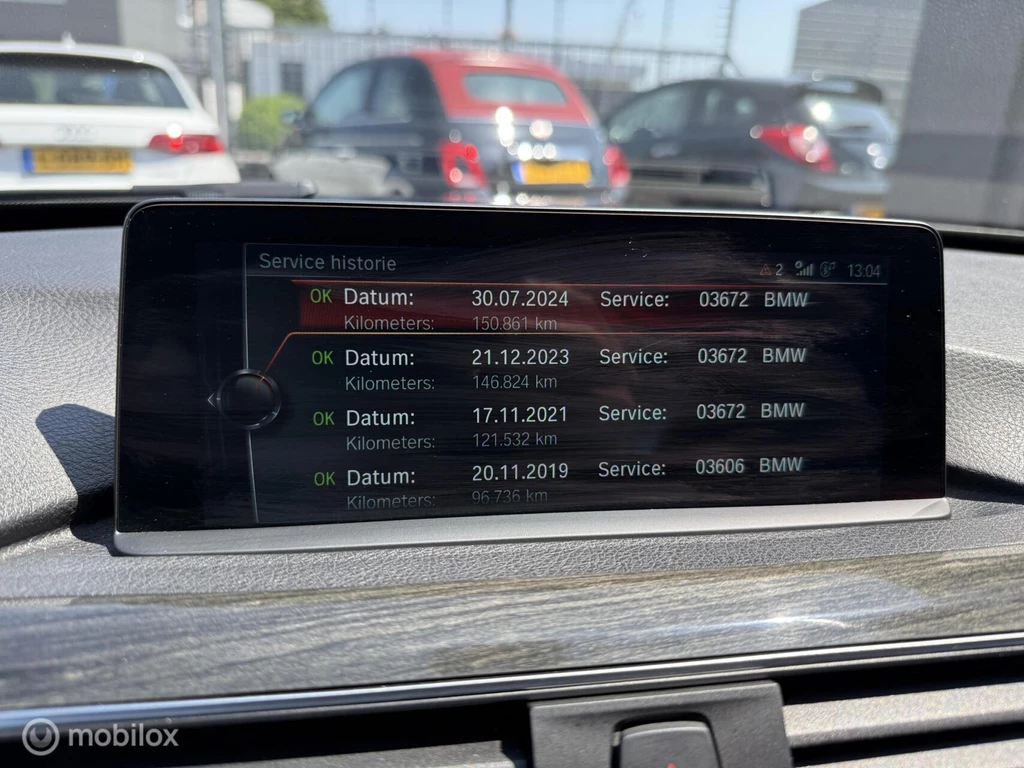 Service historie
2 13:04
OK Datum: 30.07.2024 Service: 03672 BMW
Kilometers: 150.861 km
OK Datum: 21.12.2023 Service: 03672 BMW
Kilometers: 146.824 km
OK Datum: 17.11.2021 Service: 03672 BMW
Kilometers: 121.532 km
OK Datum: 20.11.2019 Service: 03606 BMW
Kilometers: 96.736 km
mobilox